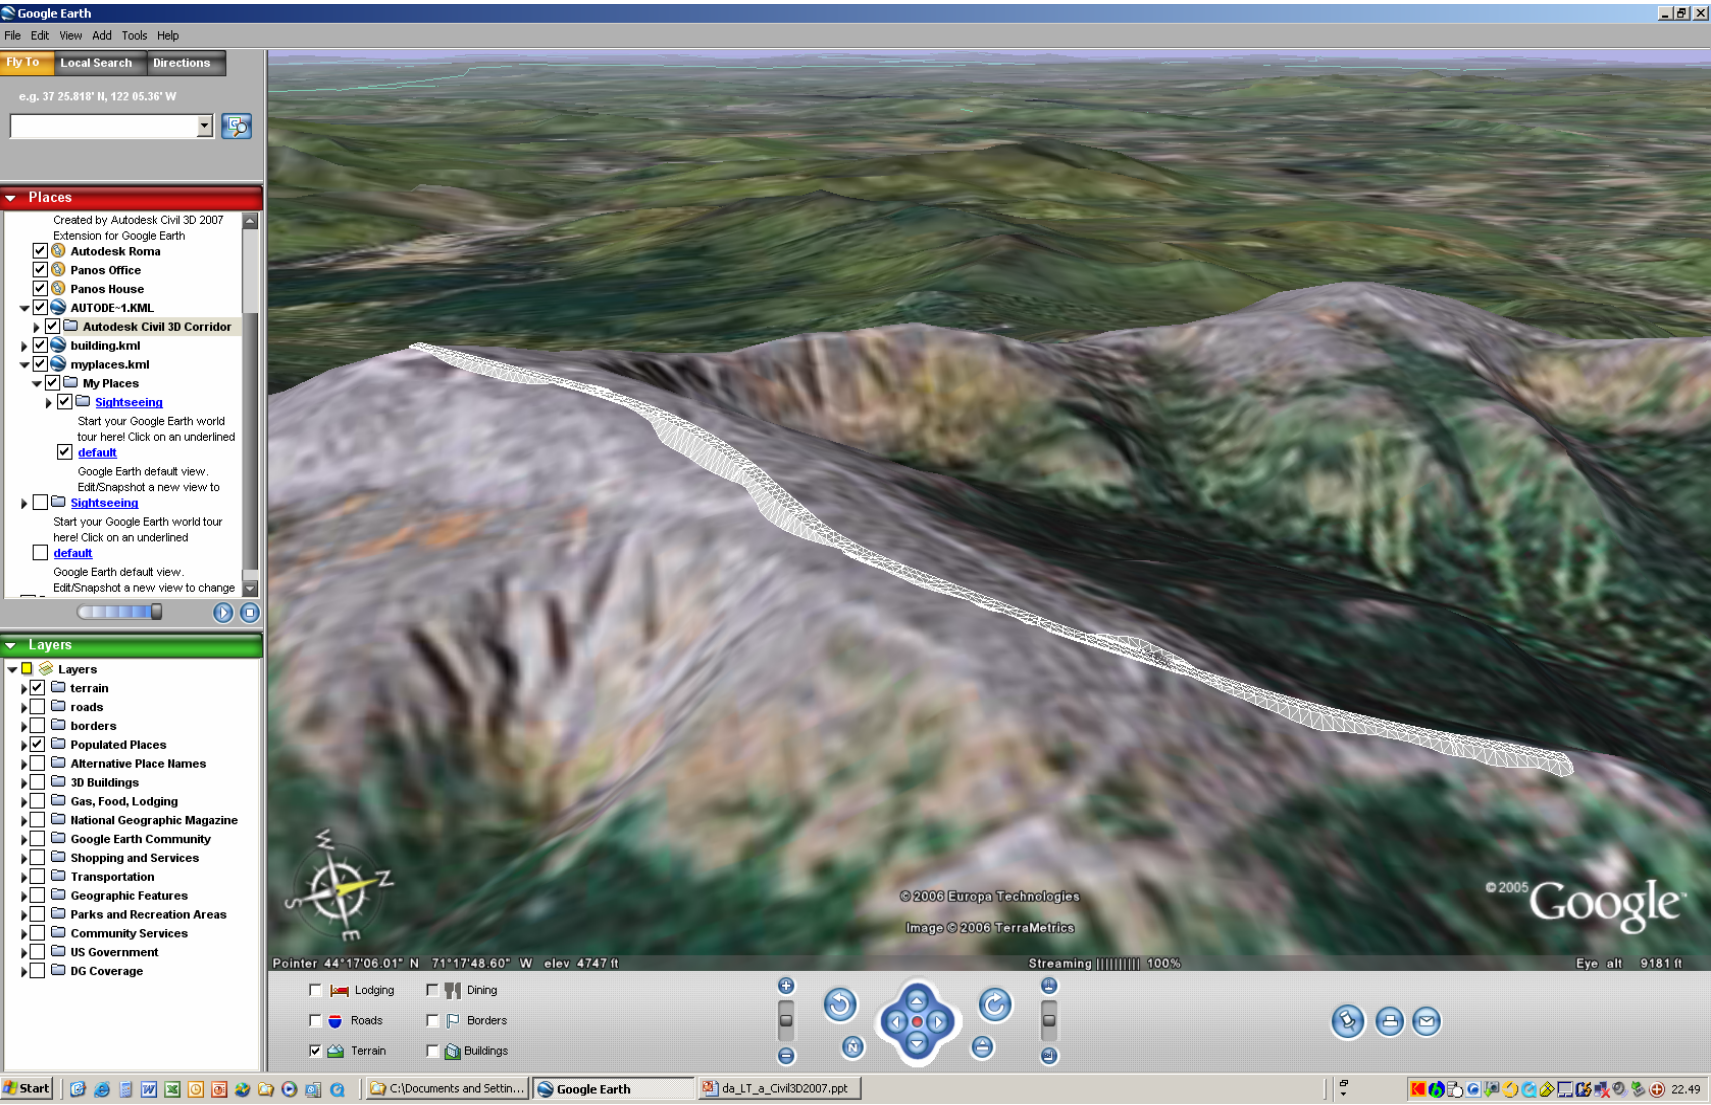 Google Earth
File Edit View Add Tools Help
Fly To Local Search Directions
e.g. 37 25.818' N, 122 05.36' W
Places
Created by Autodesk Civil 3D 2007
Extension for Google Earth
Autodesk Roma
Panos Office
Panos House
AUTODE~1.KML
Autodesk Civil 3D Corridor
building.kml
myplaces.kml
My Places
Sightseeing
Start your Google Earth world
tour here! Click on an underlined
default
Google Earth default view.
Edit/Snapshot a new view to
Sightseeing
Start your Google Earth world tour
here! Click on an underlined
default
Google Earth default view.
Edit/Snapshot a new view to change
Layers
Layers
terrain
roads
borders
Populated Places
Alternative Place Names
3D Buildings
Gas, Food, Lodging
National Geographic Magazine
Google Earth Community
Shopping and Services
Transportation
Geographic Features
Parks and Recreation Areas
Community Services
US Government
DG Coverage
W
N
S
E
© 2006 Europa Technologies
Image © 2006 TerraMetrics
© 2005 Google™
Pointer 44°17'06.01" N 71°17'48.60" W elev 4747 ft
Streaming |||||||||| 100%
Eye alt 9181 ft
Lodging Dining
Roads Borders
Terrain Buildings
N
Start C:\Documents and Settin... Google Earth da_LT_a_Civil3D2007.ppt 22.49